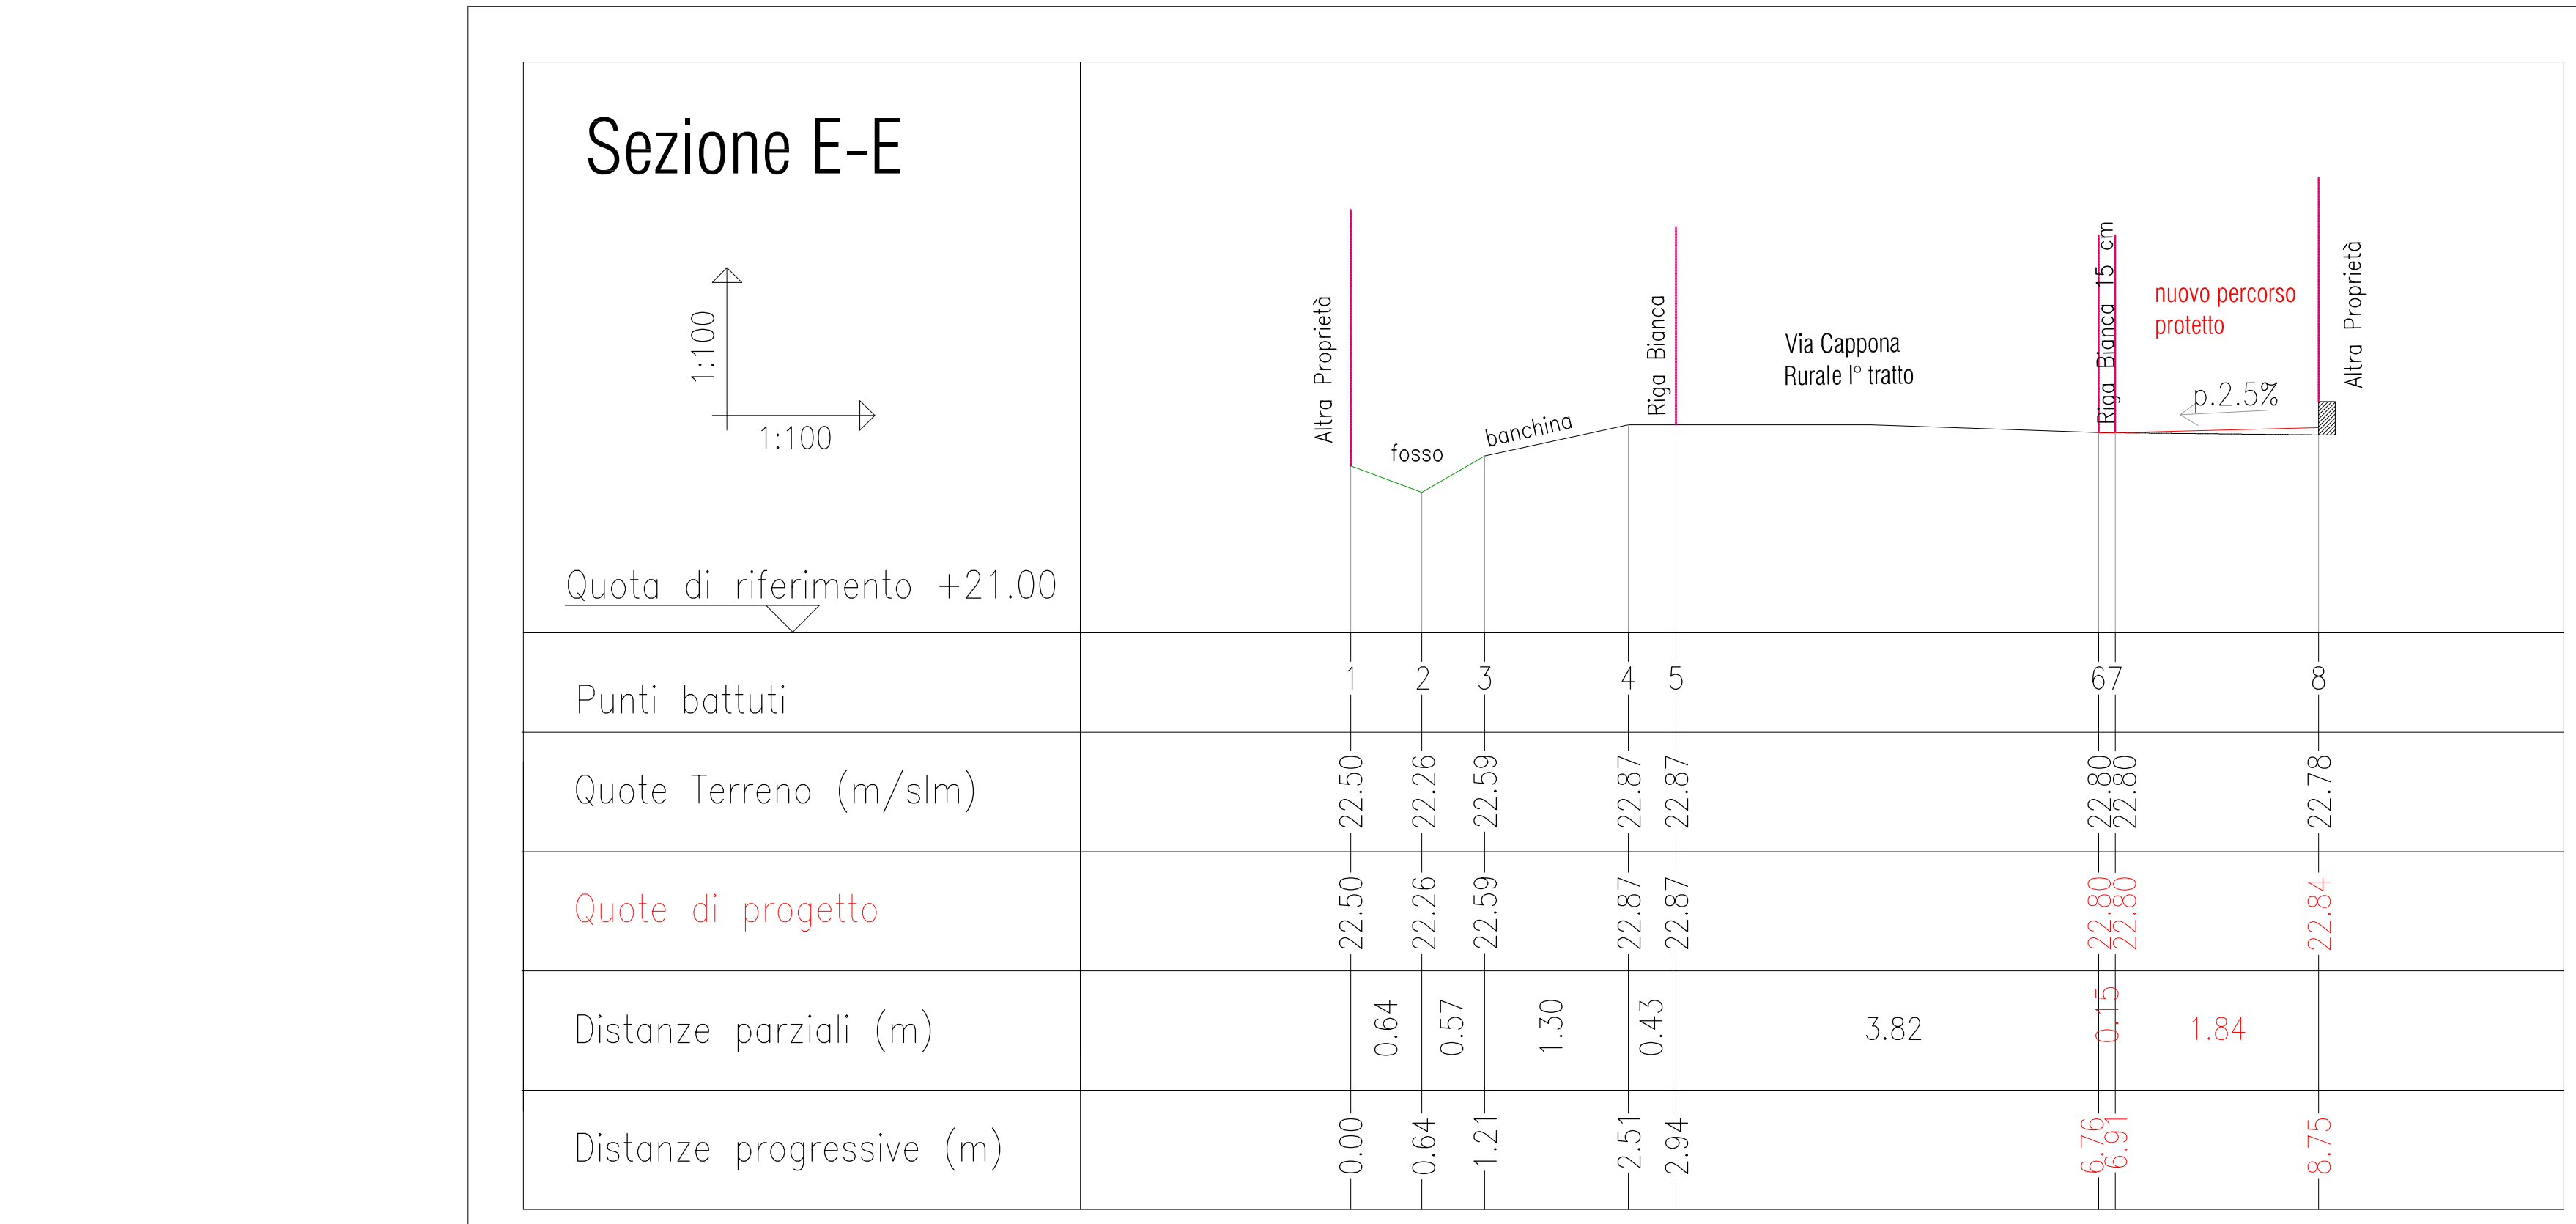 Sezione E-E
1:100
1:100
Quota di riferimento +21.00
Altra Proprietà
fosso
banchina
Riga Bianca
Via Cappona
Rurale I° tratto
Riga Bianca 15 cm
nuovo percorso
protetto
p.2.5%
Altra Proprietà
Punti battuti 1 2 3 4 5 6 7 8
Quote Terreno (m/slm) 22.50 22.26 22.59 22.87 22.87 22.80 22.80 22.78
Quote di progetto 22.50 22.26 22.59 22.87 22.87 22.80 22.80 22.84
Distanze parziali (m) 0.64 0.57 1.30 0.43 3.82 0.15 1.84
Distanze progressive (m) 0.00 0.64 1.21 2.51 2.94 6.76 6.91 8.75